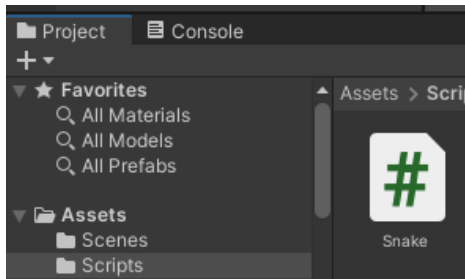 Project
Console
Favorites
All Materials
All Models
All Prefabs
Assets
Scenes
Scripts
Assets > Scri
#
Snake